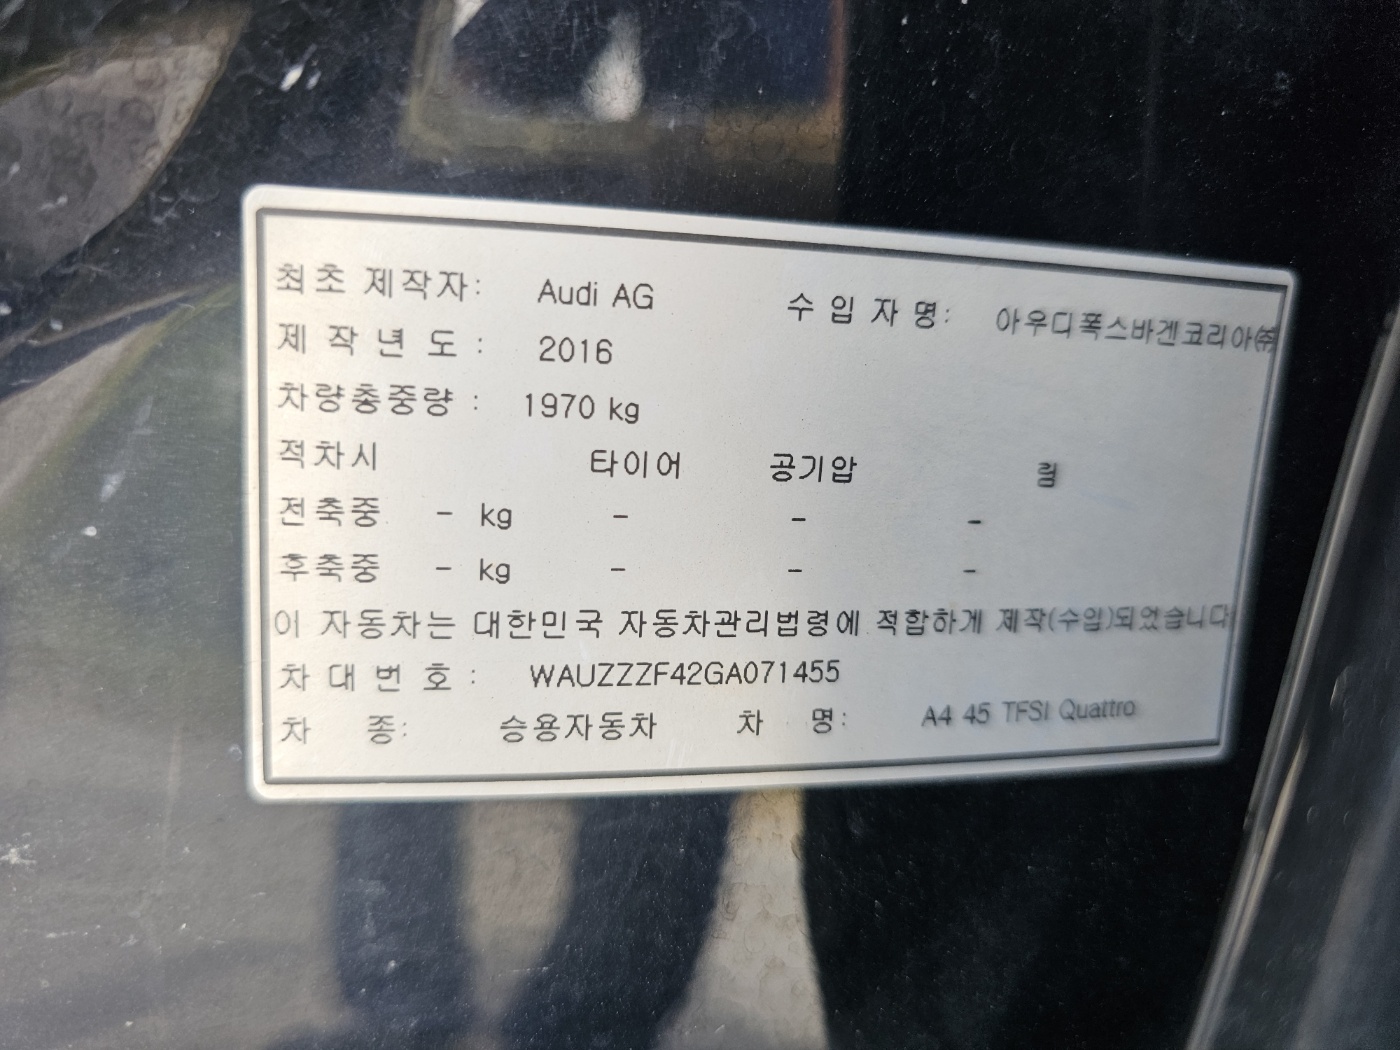 최초 제작자: Audi AG 수 입 자 명: 아우디폭스바겐코리아㈜
제 작 년 도 : 2016
차량총중량 : 1970 kg
적차시 타이어 공기압 림
전축중 - kg - - -
후축중 - kg - - -
이 자동차는 대한민국 자동차관리법령에 적합하게 제작(수입)되었습니다
차 대 번 호 : WAUZZZF42GA071455
차 종: 승용자동차 차 명: A4 45 TFSI Quattro